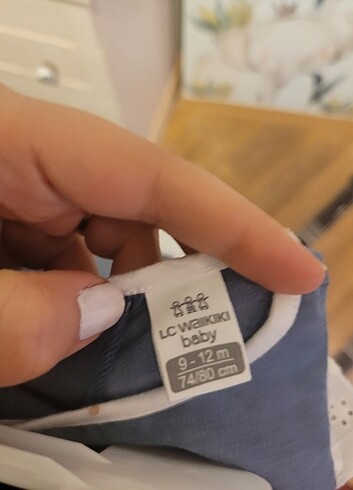 LC WAIKIKI
baby
9 - 12 m
74/80 cm